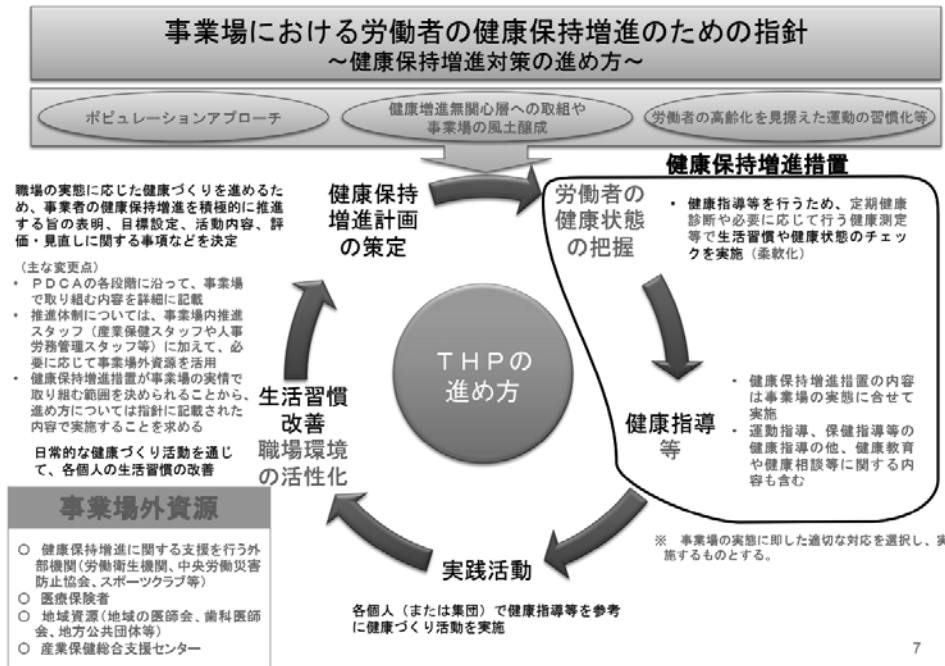 事業場における労働者の健康保持増進のための指針
～健康保持増進対策の進め方～
ポピュレーションアプローチ
健康増進無関心層への取組や
事業場の風土醸成
労働者の高齢化を見据えた運動の習慣化等
健康保持増進措置
職場の実態に応じた健康づくりを進めるた
め、事業者の健康保持増進を積極的に推進
する旨の表明、目標設定、活動内容、評
価・見直しに関する事項などを決定
（主な変更点）
• ＰＤＣＡの各段階に沿って、事業場
で取り組む内容を詳細に記載
• 推進体制については、事業場内推進
スタッフ（産業保健スタッフや人事
労務管理スタッフ等）に加えて、必
要に応じて事業場外資源を活用
• 健康保持増進措置が事業場の実情で
取り組む範囲を決められることから、
進め方については指針に記載された
内容で実施することを求める
健康保持
増進計画
の策定
労働者の
健康状態
の把握
• 健康指導等を行うため、定期健康
診断や必要に応じて行う健康測定
等で生活習慣や健康状態のチェッ
クを実施（柔軟化）
ＴＨＰの
進め方
健康指導
等
• 健康保持増進措置の内容
は事業場の実態に合せて
実施
• 運動指導、保健指導等の
健康指導の他、健康教育
や健康相談等に関する内
容も含む
※ 事業場の実態に即した適切な対応を選択し、実
施するものとする。
実践活動
各個人（または集団）で健康指導等を参考
に健康づくり活動を実施
生活習慣
改善
職場環境
の活性化
日常的な健康づくり活動を通じ
て、各個人の生活習慣の改善
事業場外資源
○ 健康保持増進に関する支援を行う外
部機関（労働衛生機関、中央労働災害
防止協会、スポーツクラブ等）
○ 医療保険者
○ 地域資源（地域の医師会、歯科医師
会、地方公共団体等）
○ 産業保健総合支援センター
7